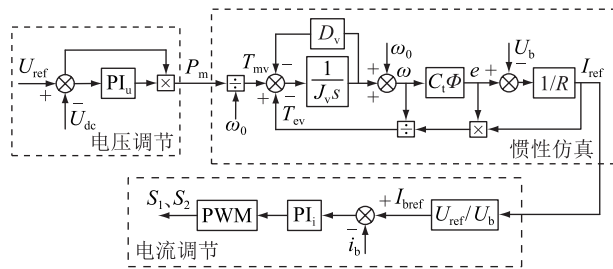 U_ref
+
−
U_dc
PI_u
×
P_m
电压调节
÷
ω_0
T_mv
+
−
−
T_ev
D_v
1/(J_v s)
+
+
ω_0
ω
÷
C_t Φ
e
×
+
−
U_b
1/R
I_ref
惯性仿真
S_1、S_2
PWM
PI_i
+
−
i_b
I_bref
U_ref/U_b
电流调节